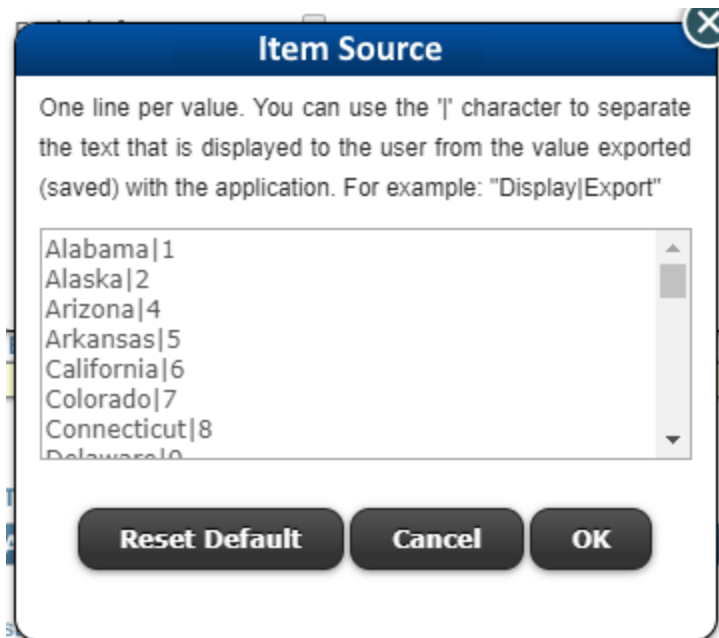 Item Source
One line per value. You can use the '|' character to separate
the text that is displayed to the user from the value exported
(saved) with the application. For example: "Display|Export"
Alabama|1
Alaska|2
Arizona|4
Arkansas|5
California|6
Colorado|7
Connecticut|8
Delaware|9
Reset Default Cancel OK